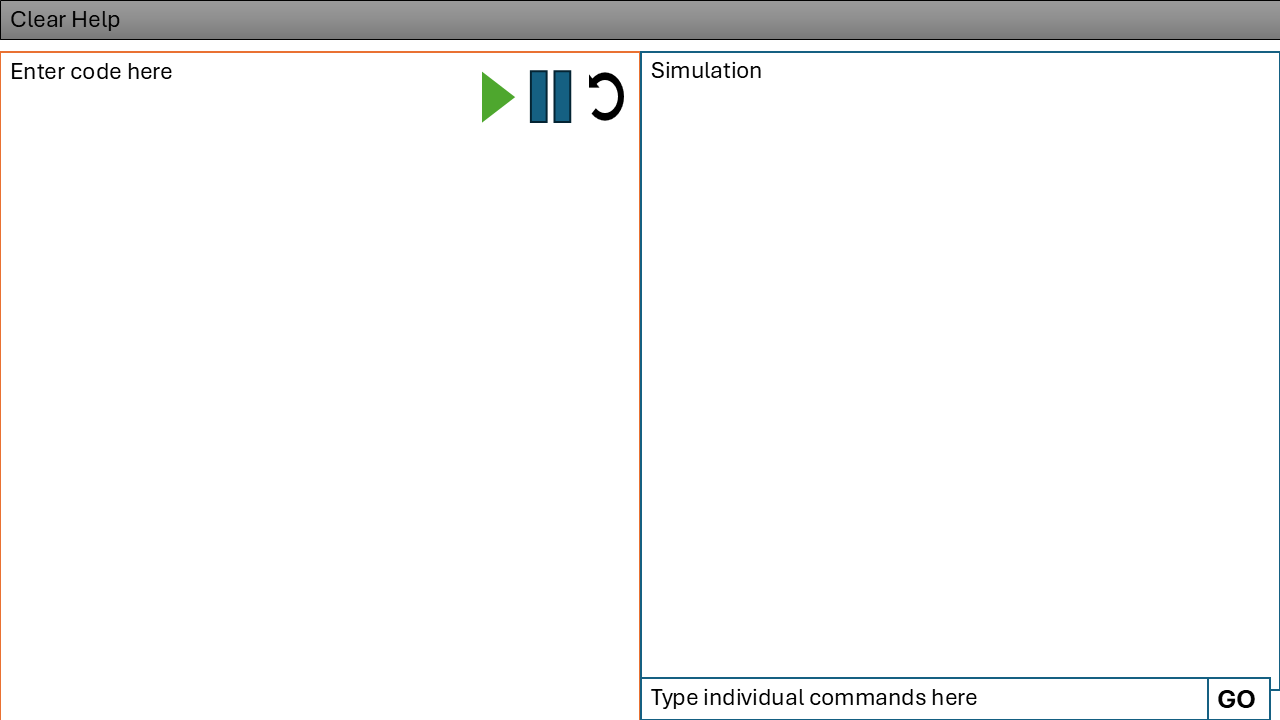 Clear Help
Enter code here
Simulation
Type individual commands here
GO